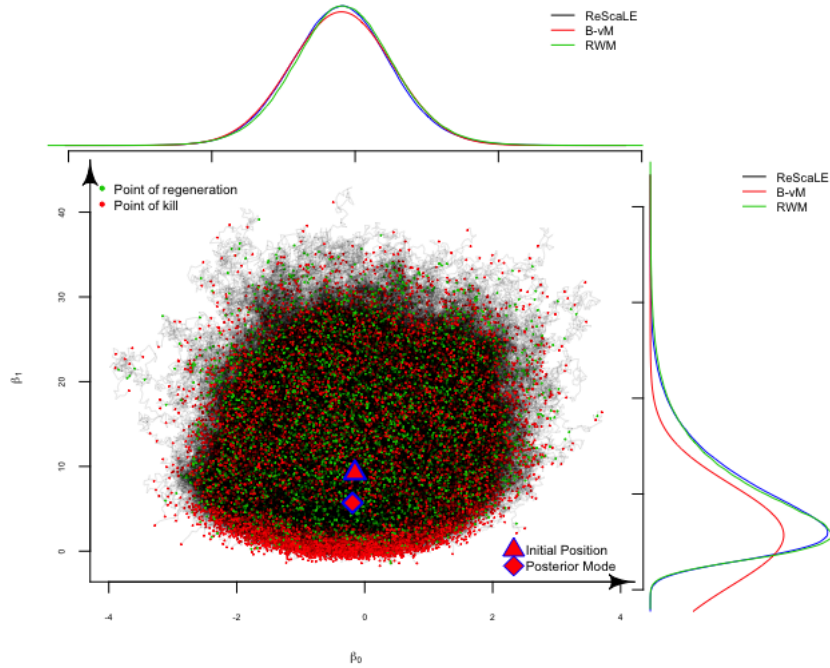 ReScaLE
B-vM
RWM
Point of regeneration
Point of kill
ReScaLE
B-vM
RWM
40
30
20
10
0
β1
Initial Position
Posterior Mode
-4
-2
0
2
4
β0